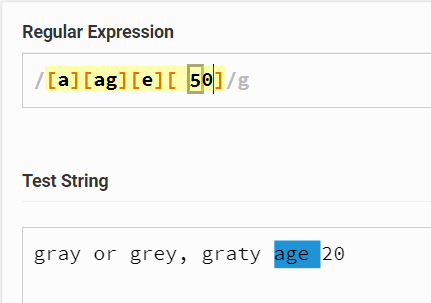 Regular Expression
/[a][ag][e][ 50]/g
Test String
gray or grey, graty age 20